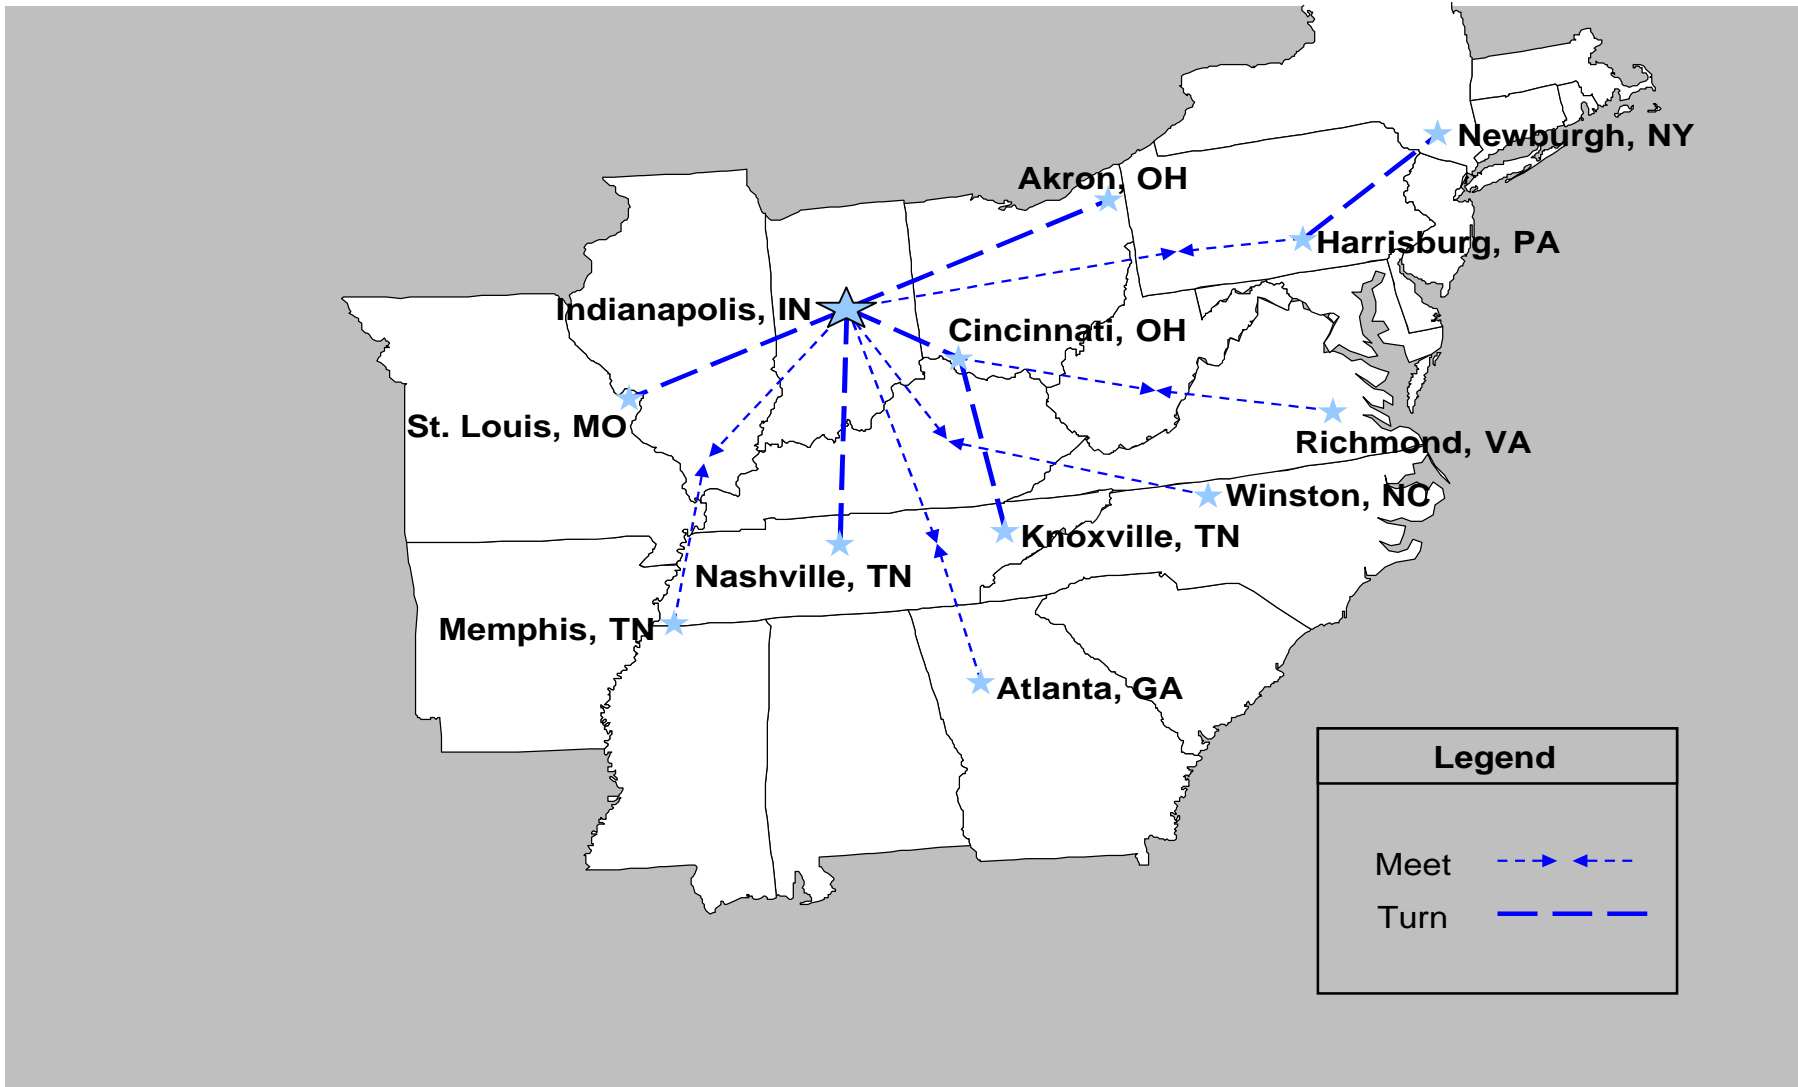 Newburgh, NY
Akron, OH
Harrisburg, PA
Indianapolis, IN
Cincinnati, OH
St. Louis, MO
Richmond, VA
Winston, NC
Knoxville, TN
Nashville, TN
Memphis, TN
Atlanta, GA
Legend
Meet
Turn